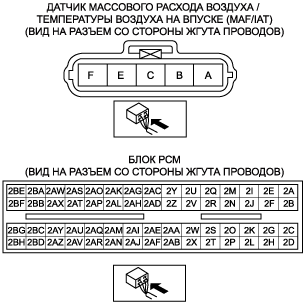 ДАТЧИК МАССОВОГО РАСХОДА ВОЗДУХА /
ТЕМПЕРАТУРЫ ВОЗДУХА НА ВПУСКЕ (MAF/IAT)
(ВИД НА РАЗЪЕМ СО СТОРОНЫ ЖГУТА ПРОВОДОВ)
F E C B A
БЛОК PCM
(ВИД НА РАЗЪЕМ СО СТОРОНЫ ЖГУТА ПРОВОДОВ)
2BE 2BA 2AW 2AS 2AO 2AK 2AG 2AC 2Y 2U 2Q 2M 2I 2E 2A
2BF 2BB 2AX 2AT 2AP 2AL 2AH 2AD 2Z 2V 2R 2N 2J 2F 2B
2BG 2BC 2AY 2AU 2AQ 2AM 2AI 2AE 2AA 2W 2S 2O 2K 2G 2C
2BH 2BD 2AZ 2AV 2AR 2AN 2AJ 2AF 2AB 2X 2T 2P 2L 2H 2D